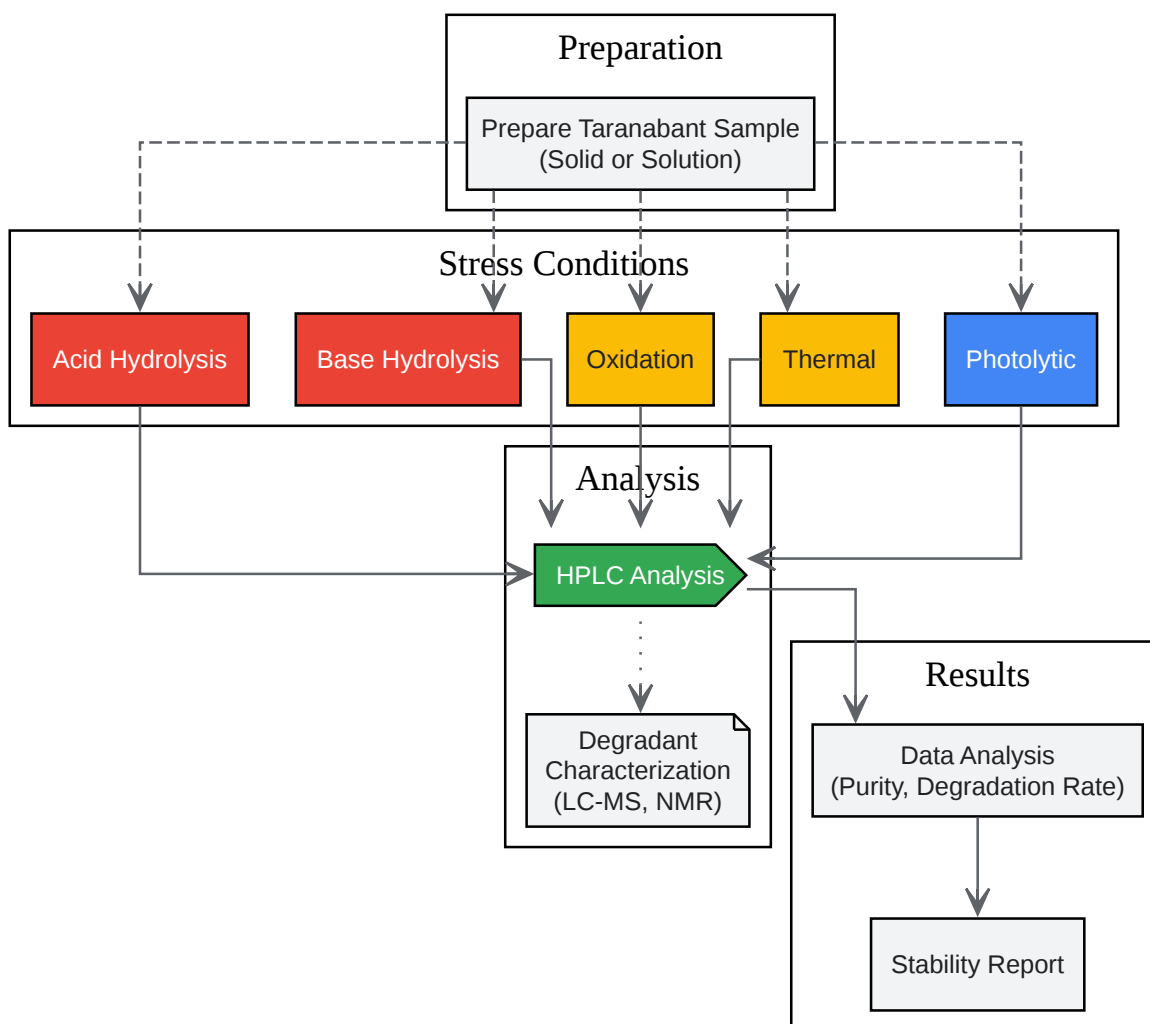 Preparation
Prepare Taranabant Sample
(Solid or Solution)
Stress Conditions
Acid Hydrolysis
Base Hydrolysis
Oxidation
Thermal
Photolytic
Analysis
HPLC Analysis
Degradant
Characterization
(LC-MS, NMR)
Results
Data Analysis
(Purity, Degradation Rate)
Stability Report